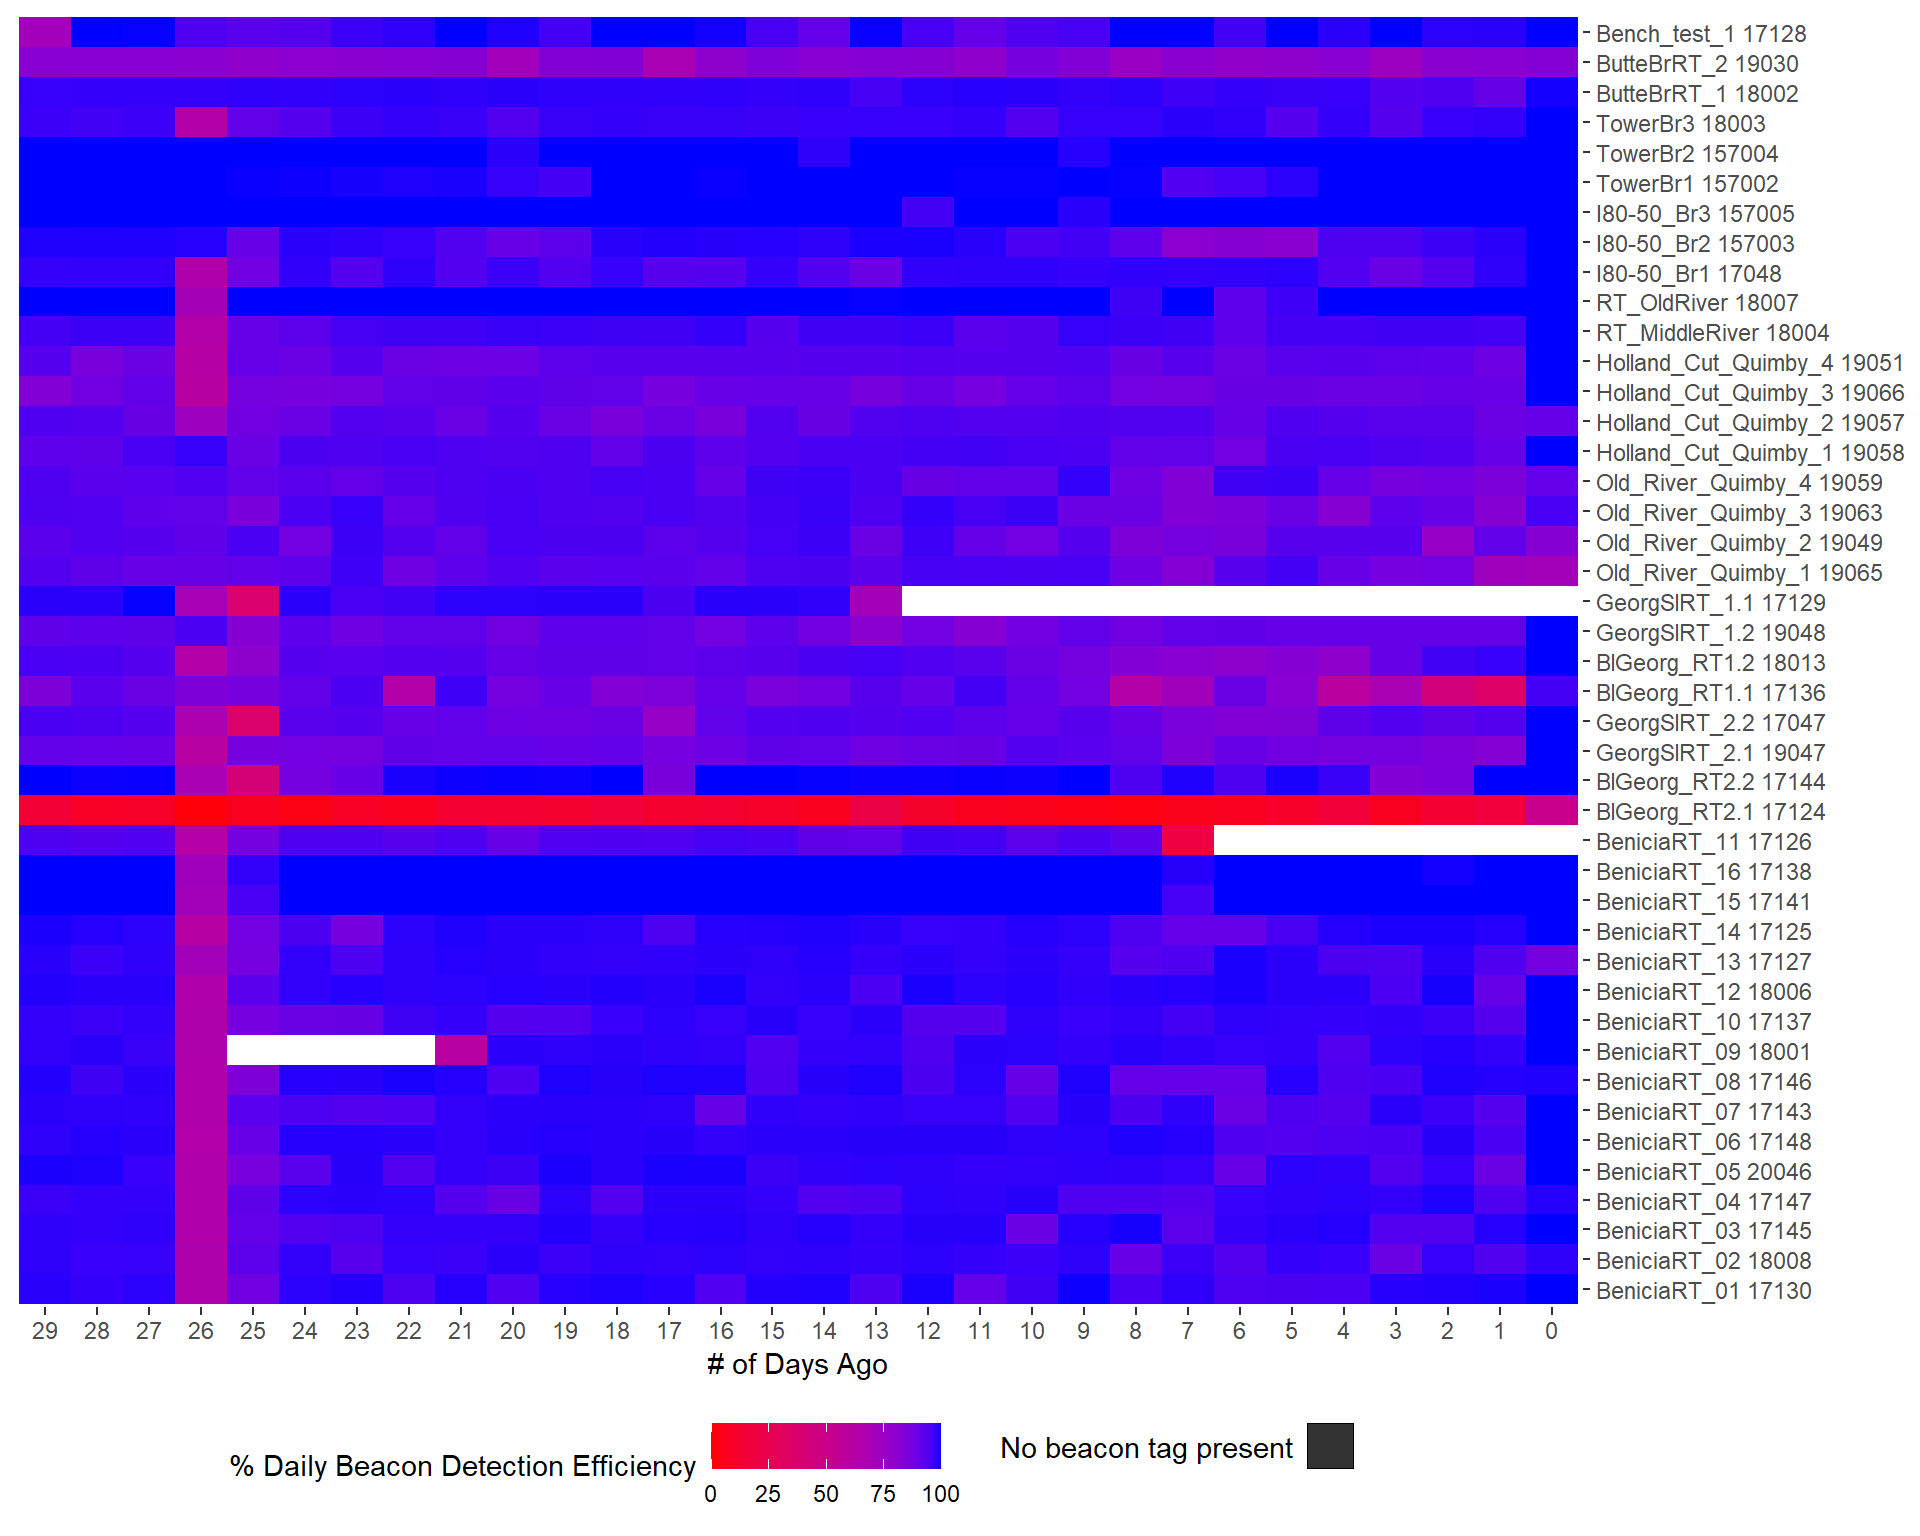 Bench_test_1 17128
ButteBrRT_2 19030
ButteBrRT_1 18002
TowerBr3 18003
TowerBr2 157004
TowerBr1 157002
I80-50_Br3 157005
I80-50_Br2 157003
I80-50_Br1 17048
RT_OldRiver 18007
RT_MiddleRiver 18004
Holland_Cut_Quimby_4 19051
Holland_Cut_Quimby_3 19066
Holland_Cut_Quimby_2 19057
Holland_Cut_Quimby_1 19058
Old_River_Quimby_4 19059
Old_River_Quimby_3 19063
Old_River_Quimby_2 19049
Old_River_Quimby_1 19065
GeorgSlRT_1.1 17129
GeorgSlRT_1.2 19048
BlGeorg_RT1.2 18013
BlGeorg_RT1.1 17136
GeorgSlRT_2.2 17047
GeorgSlRT_2.1 19047
BlGeorg_RT2.2 17144
BlGeorg_RT2.1 17124
BeniciaRT_11 17126
BeniciaRT_16 17138
BeniciaRT_15 17141
BeniciaRT_14 17125
BeniciaRT_13 17127
BeniciaRT_12 18006
BeniciaRT_10 17137
BeniciaRT_09 18001
BeniciaRT_08 17146
BeniciaRT_07 17143
BeniciaRT_06 17148
BeniciaRT_05 20046
BeniciaRT_04 17147
BeniciaRT_03 17145
BeniciaRT_02 18008
BeniciaRT_01 17130
29 28 27 26 25 24 23 22 21 20 19 18 17 16 15 14 13 12 11 10 9 8 7 6 5 4 3 2 1 0
# of Days Ago
% Daily Beacon Detection Efficiency
0 25 50 75 100
No beacon tag present